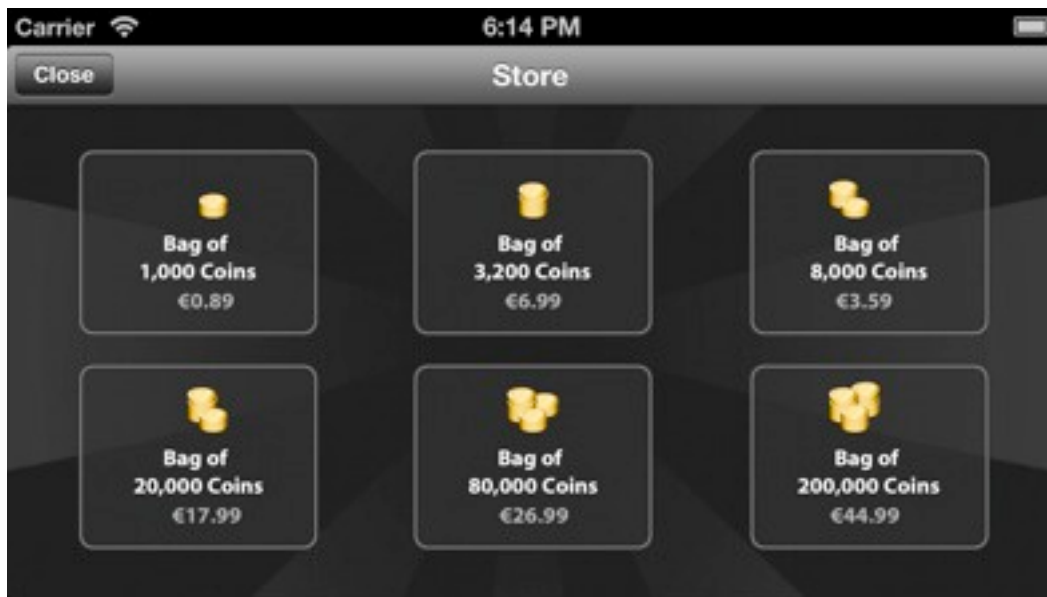 Carrier
6:14 PM
Close
Store
Bag of
1,000 Coins
€0.89
Bag of
3,200 Coins
€6.99
Bag of
8,000 Coins
€3.59
Bag of
20,000 Coins
€17.99
Bag of
80,000 Coins
€26.99
Bag of
200,000 Coins
€44.99